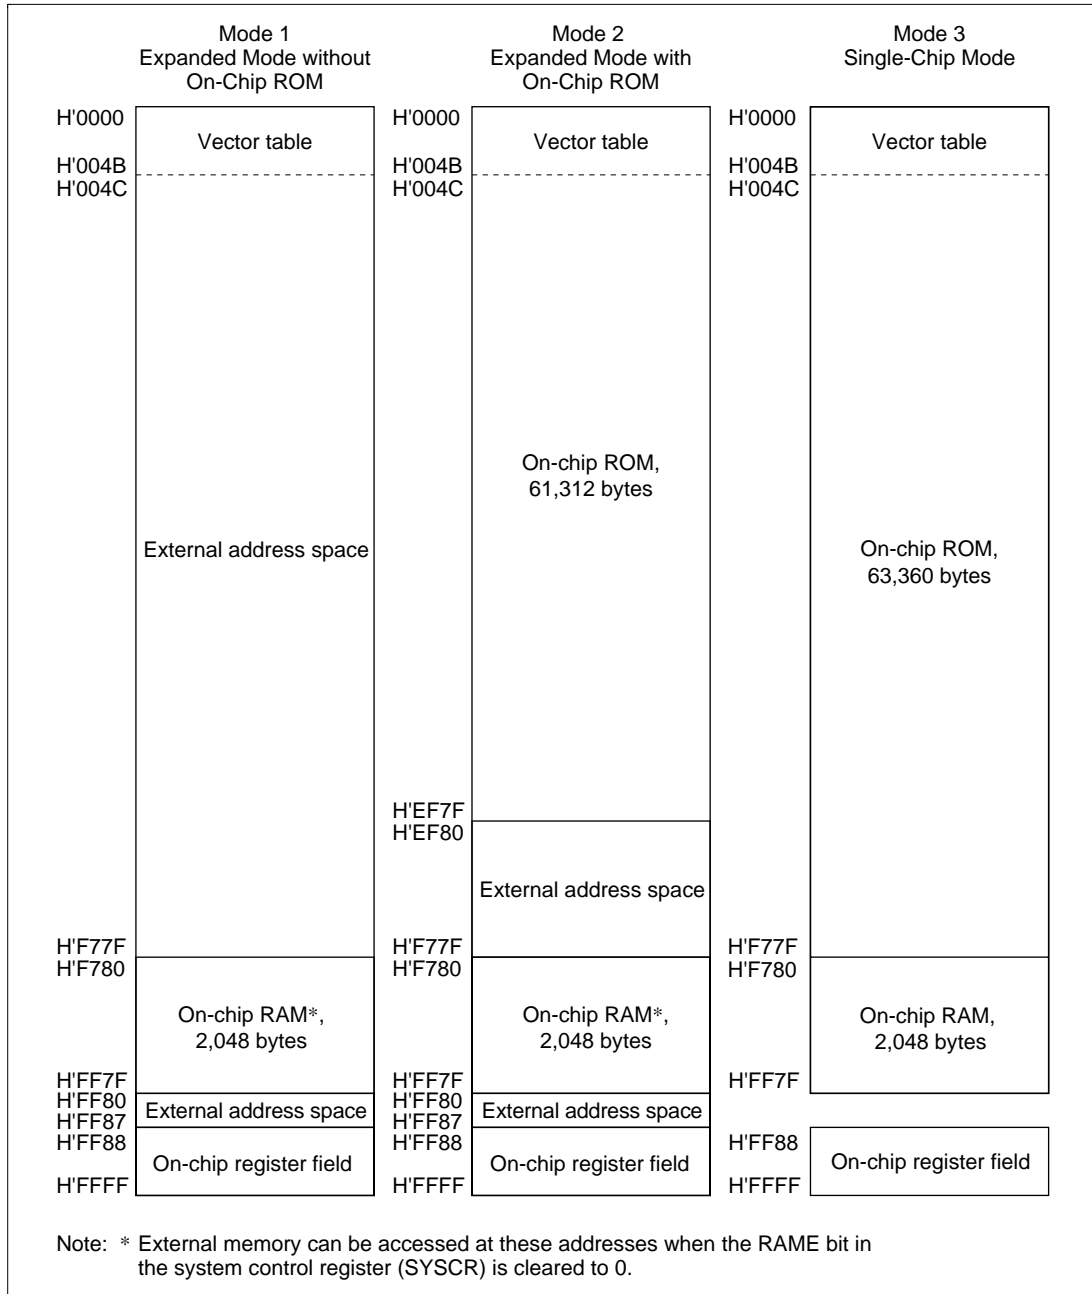 Mode 1
Expanded Mode without
On-Chip ROM
H'0000
Vector table
H'004B
H'004C
External address space
H'F77F
H'F780
On-chip RAM*,
2,048 bytes
H'FF7F
H'FF80
External address space
H'FF87
H'FF88
On-chip register field
H'FFFF
Mode 2
Expanded Mode with
On-Chip ROM
H'0000
Vector table
H'004B
H'004C
On-chip ROM,
61,312 bytes
H'EF7F
H'EF80
External address space
H'F77F
H'F780
On-chip RAM*,
2,048 bytes
H'FF7F
H'FF80
External address space
H'FF87
H'FF88
On-chip register field
H'FFFF
Mode 3
Single-Chip Mode
H'0000
Vector table
H'004B
H'004C
On-chip ROM,
63,360 bytes
H'F77F
H'F780
On-chip RAM,
2,048 bytes
H'FF7F
H'FF88
On-chip register field
H'FFFF
Note: * External memory can be accessed at these addresses when the RAME bit in
the system control register (SYSCR) is cleared to 0.